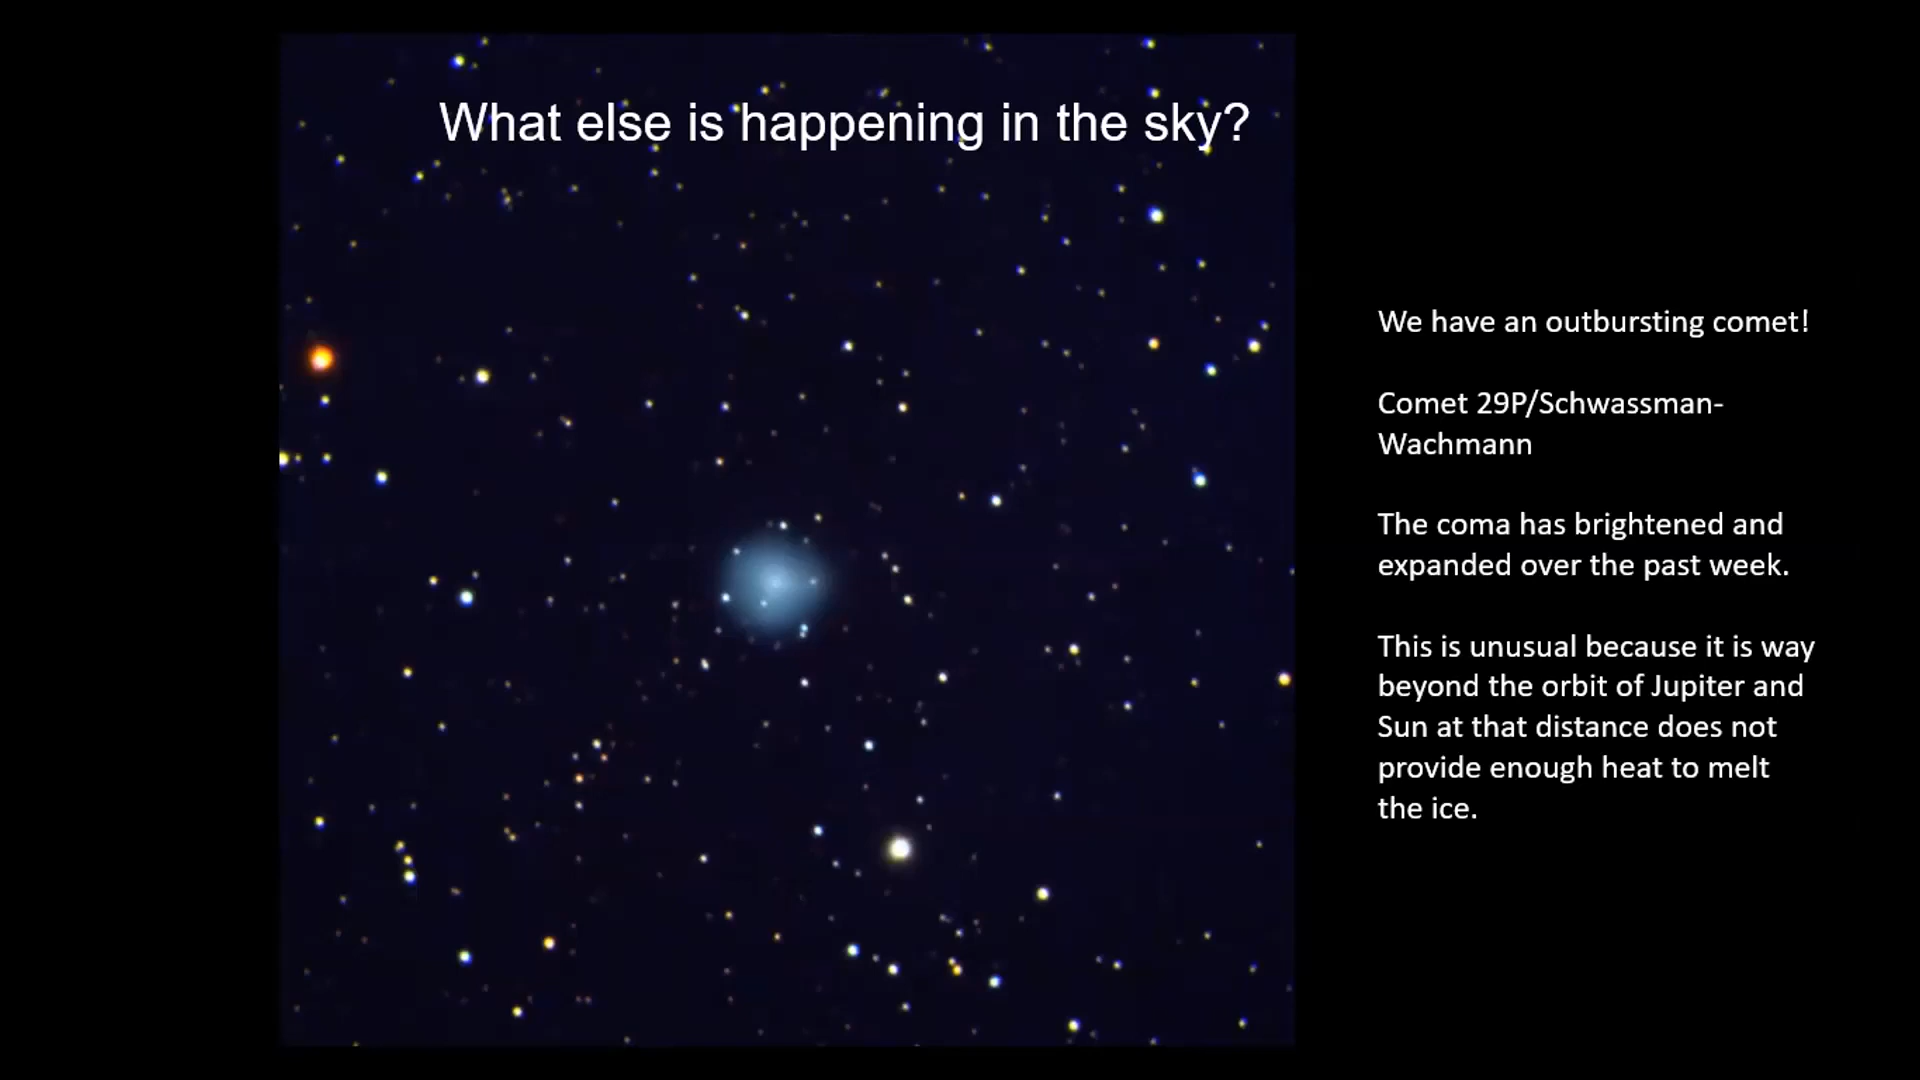 What else is happening in the sky?
We have an outbursting comet!
Comet 29P/Schwassman-
Wachmann
The coma has brightened and
expanded over the past week.
This is unusual because it is way
beyond the orbit of Jupiter and
Sun at that distance does not
provide enough heat to melt
the ice.